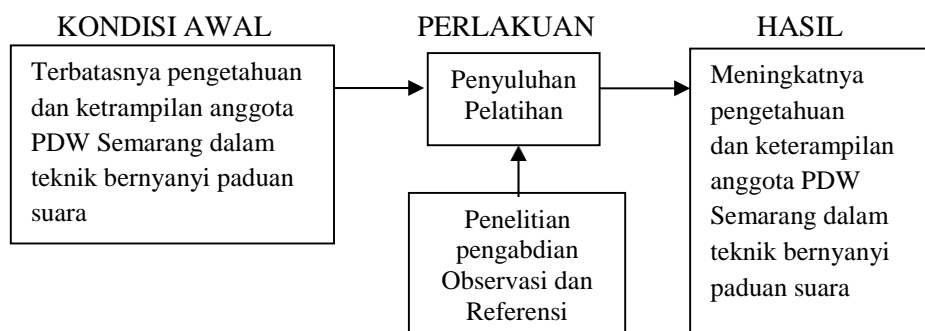 KONDISI AWAL
Terbatasnya pengetahuan
dan ketrampilan anggota
PDW Semarang dalam
teknik bernyanyi paduan
suara
PERLAKUAN
Penyuluhan
Pelatihan
Penelitian
pengabdian
Observasi dan
Referensi
HASIL
Meningkatnya
pengetahuan
dan keterampilan
anggota PDW
Semarang dalam
teknik bernyanyi
paduan suara